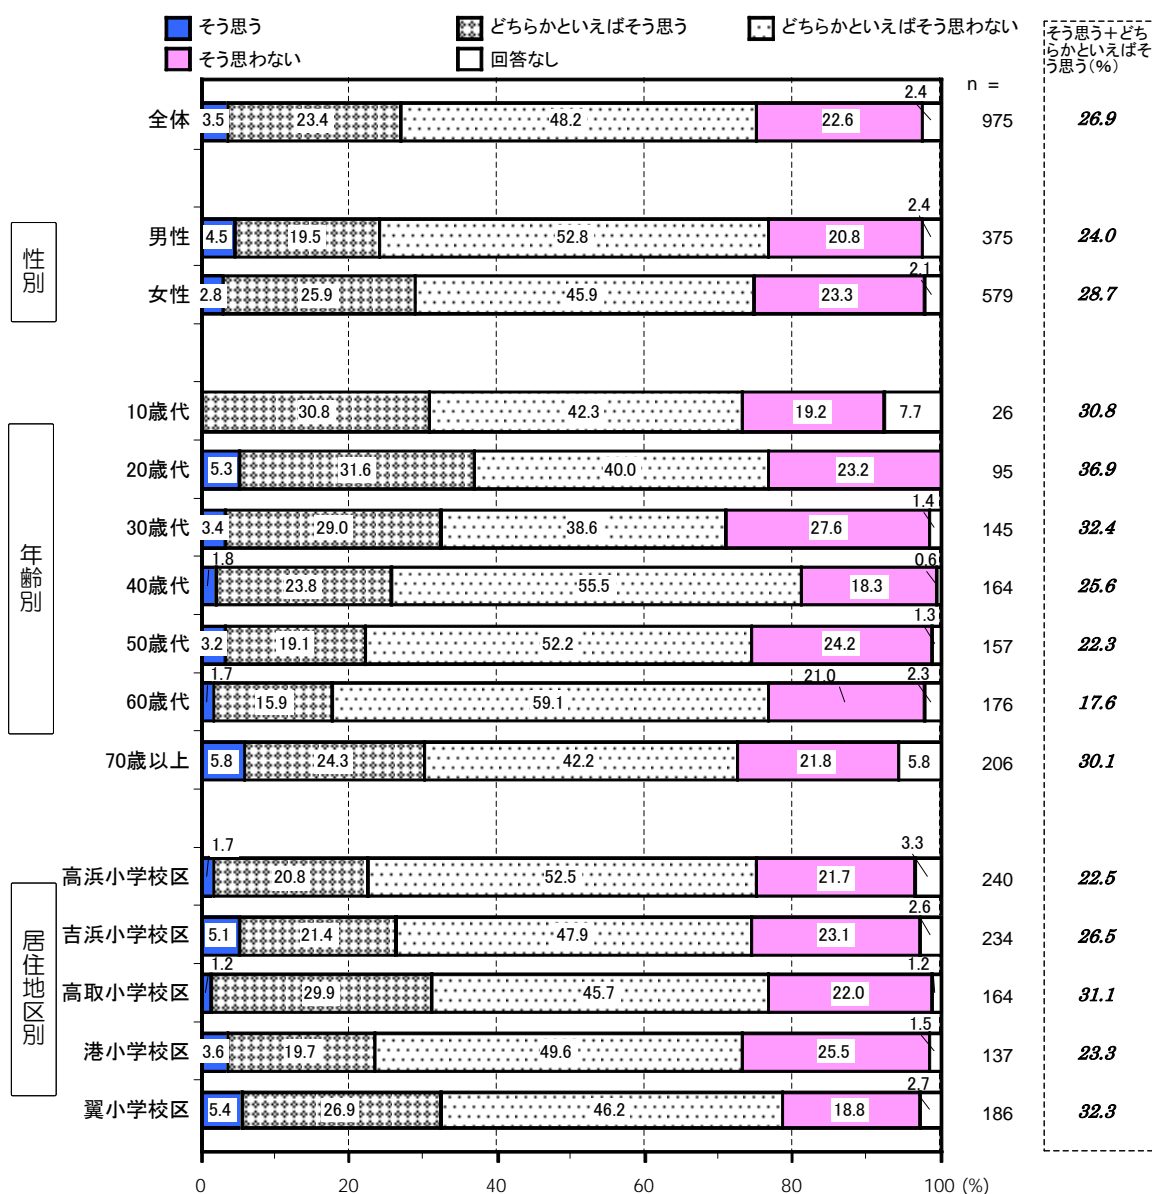 そう思う
どちらかといえばそう思う
どちらかといえばそう思わない
そう思わない
回答なし
そう思う＋どち
らかといえばそ
う思う(%)
n =
全体 3.5 23.4 48.2 22.6 2.4 975 26.9
性別
男性 4.5 19.5 52.8 20.8 2.4 375 24.0
女性 2.8 25.9 45.9 23.3 2.1 579 28.7
年齢別
10歳代 30.8 42.3 19.2 7.7 26 30.8
20歳代 5.3 31.6 40.0 23.2 95 36.9
30歳代 3.4 29.0 38.6 27.6 1.4 145 32.4
40歳代 1.8 23.8 55.5 18.3 0.6 164 25.6
50歳代 3.2 19.1 52.2 24.2 1.3 157 22.3
60歳代 1.7 15.9 59.1 21.0 2.3 176 17.6
70歳以上 5.8 24.3 42.2 21.8 5.8 206 30.1
居住地区別
高浜小学校区 1.7 20.8 52.5 21.7 3.3 240 22.5
吉浜小学校区 5.1 21.4 47.9 23.1 2.6 234 26.5
高取小学校区 1.2 29.9 45.7 22.0 1.2 164 31.1
港小学校区 3.6 19.7 49.6 25.5 1.5 137 23.3
翼小学校区 5.4 26.9 46.2 18.8 2.7 186 32.3
0 20 40 60 80 100 (%)